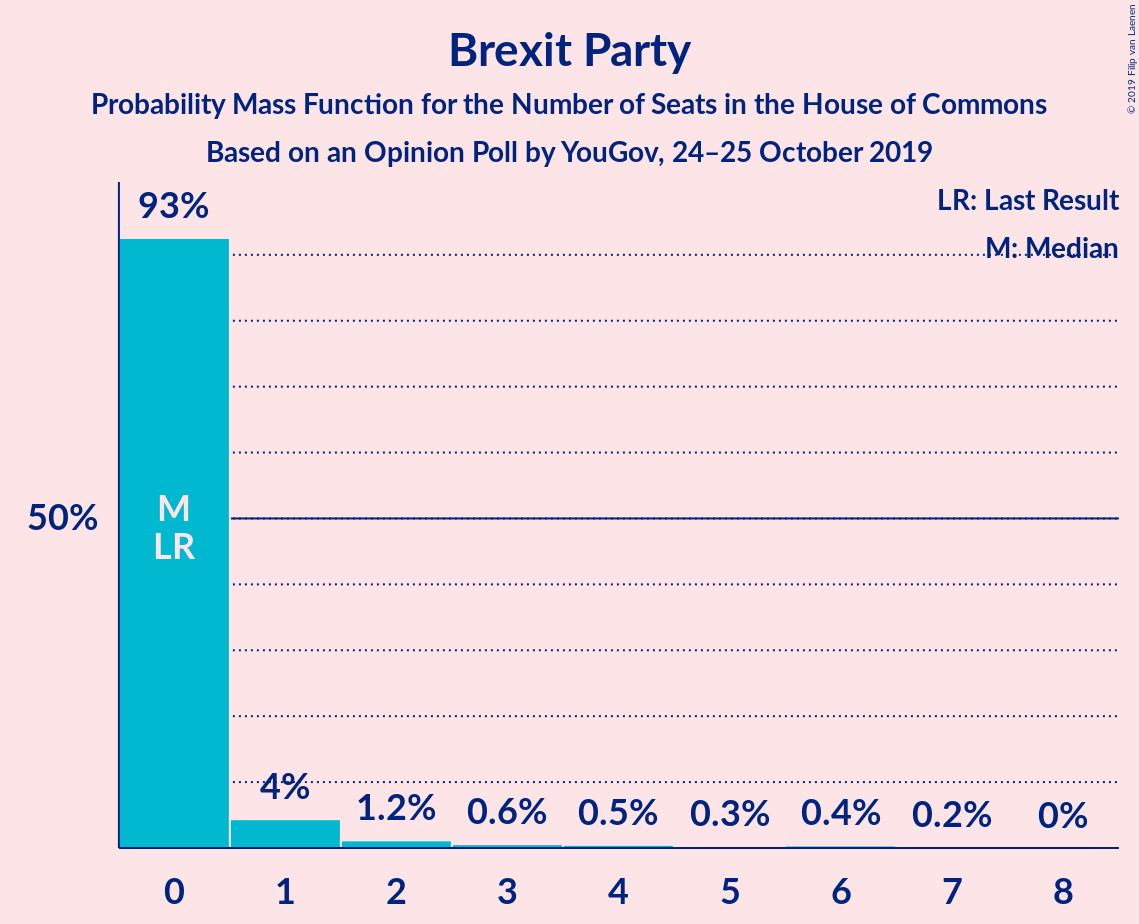 Brexit Party
Probability Mass Function for the Number of Seats in the House of Commons
Based on an Opinion Poll by YouGov, 24–25 October 2019
© 2019 Filip van Laenen
LR: Last Result
M: Median
93%
50%
M
LR
4%
1.2%
0.6%
0.5%
0.3%
0.4%
0.2%
0%
0 1 2 3 4 5 6 7 8